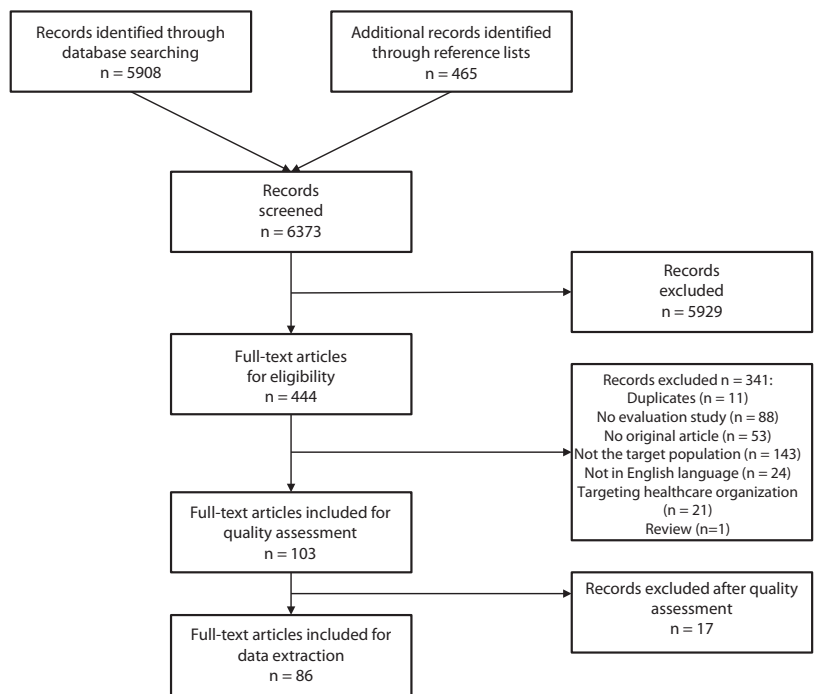 Records identified through
database searching
n = 5908
Additional records identified
through reference lists
n = 465
Records
screened
n = 6373
Records
excluded
n = 5929
Full-text articles
for eligibility
n = 444
Records excluded n = 341:
Duplicates (n = 11)
No evaluation study (n = 88)
No original article (n = 53)
Not the target population (n = 143)
Not in English language (n = 24)
Targeting healthcare organization
(n = 21)
Review (n=1)
Full-text articles included for
quality assessment
n = 103
Records excluded after quality
assessment
n = 17
Full-text articles included for
data extraction
n = 86